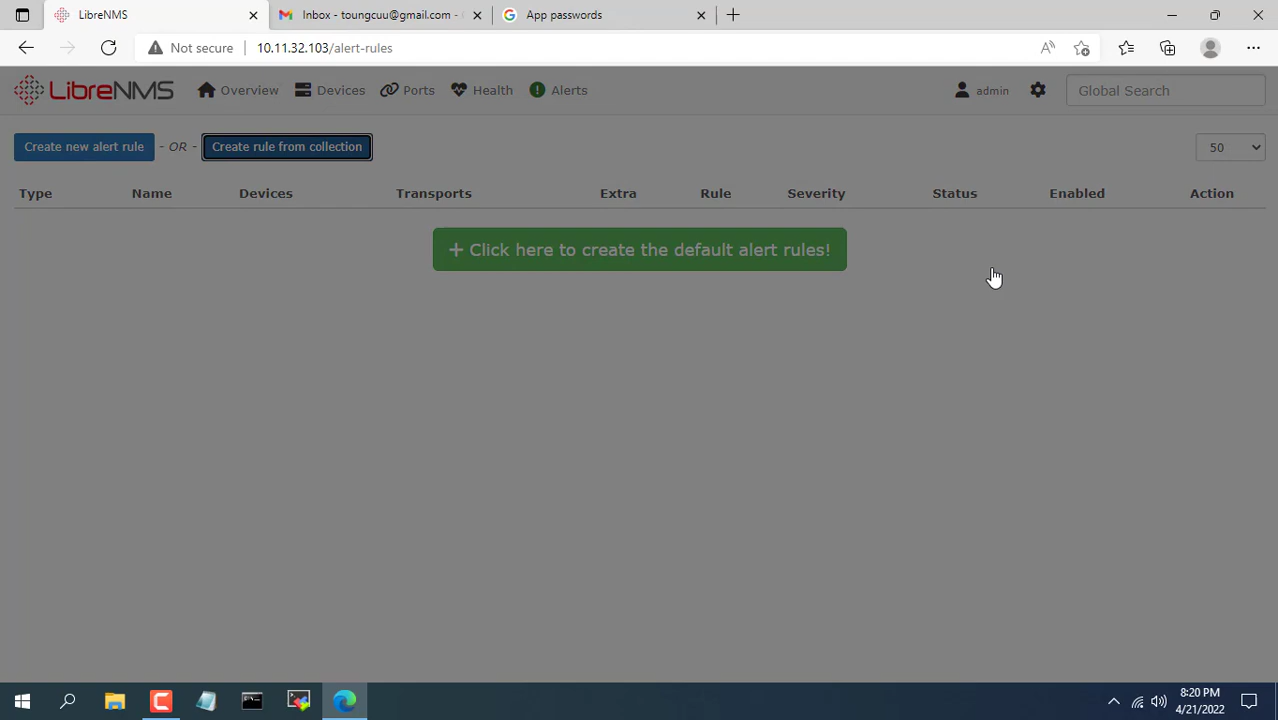 LibreNMS
Inbox - toungcuu@gmail.com -
App passwords
Not secure
10.11.32.103/alert-rules
LibreNMS
Overview
Devices
Ports
Health
Alerts
admin
Global Search
Create new alert rule
- OR -
Create rule from collection
50
Type
Name
Devices
Transports
Extra
Rule
Severity
Status
Enabled
Action
+ Click here to create the default alert rules!
8:20 PM
4/21/2022